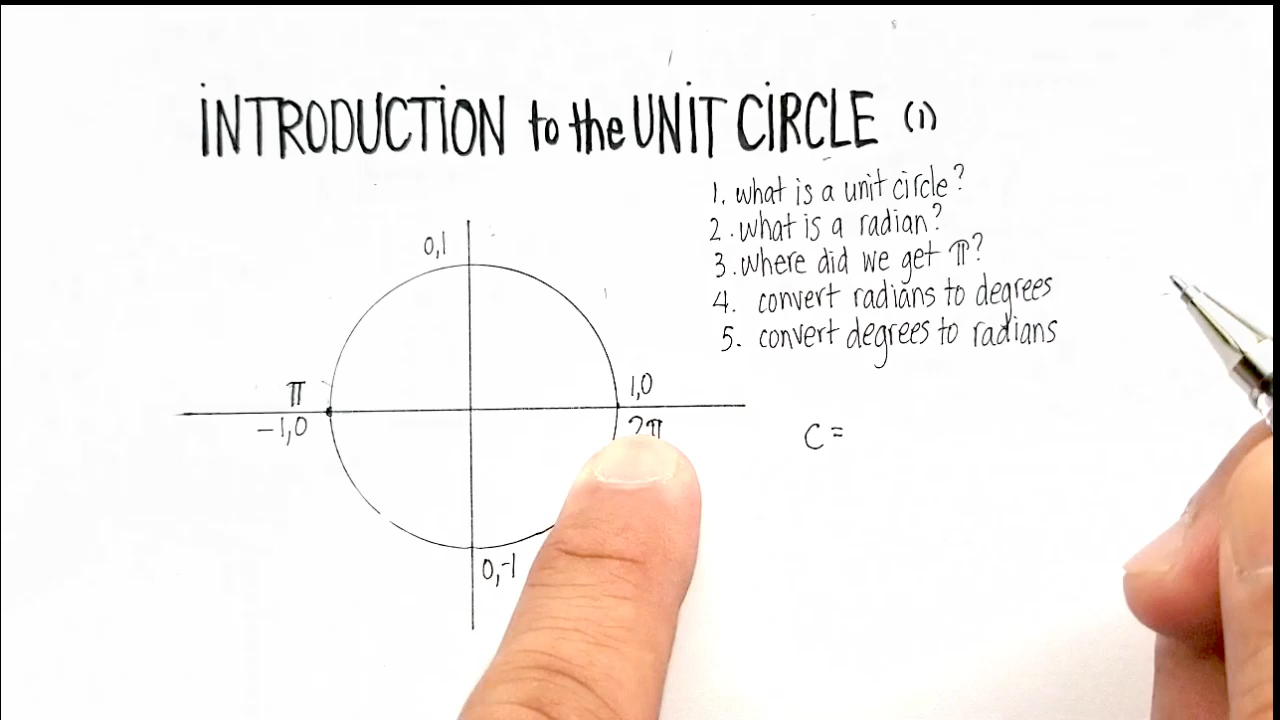 iNTRODUCTiON to the UNiT CiRCLE (1)
1. what is a unit circle?
2. what is a radian?
3. where did we get π?
4. convert radians to degrees
5. convert degrees to radians
0,1
π
1,0
-1,0
2π
C =
0,-1